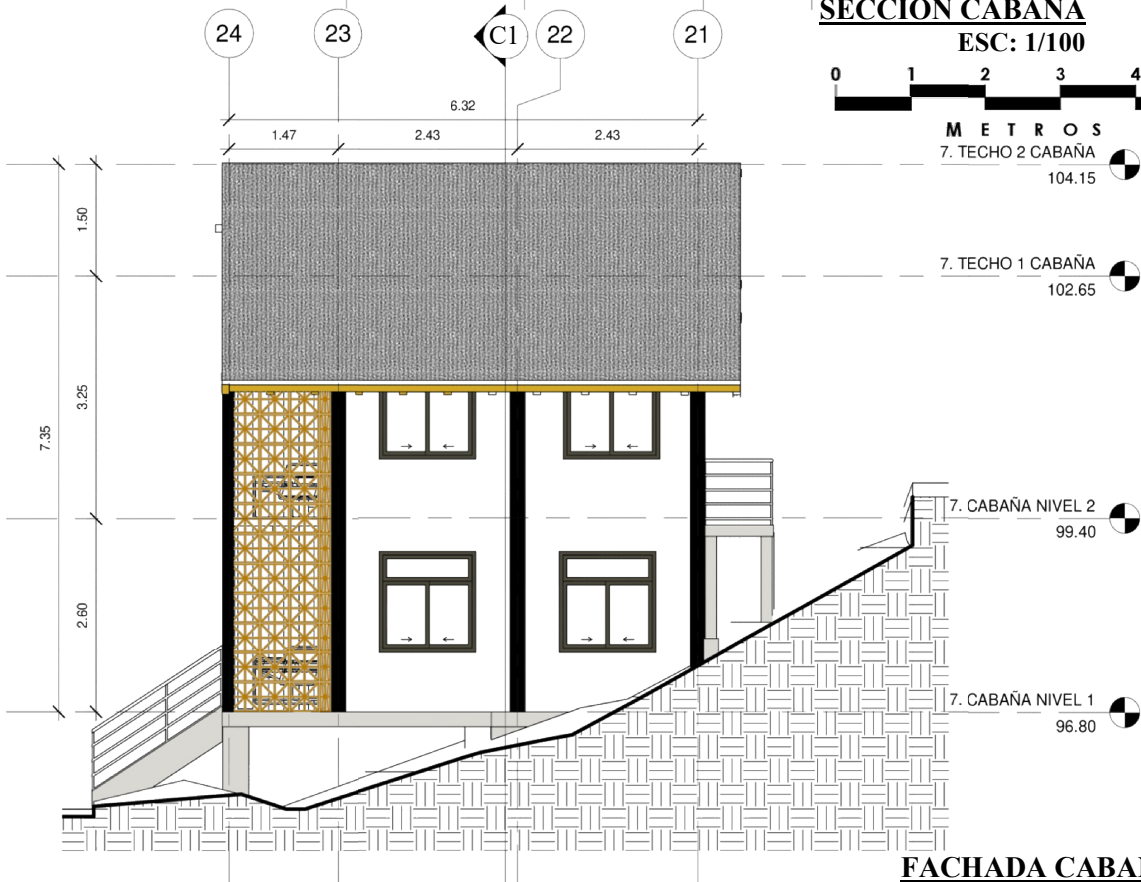 SECCION CABAÑA
ESC: 1/100
24 23 C1 22 21
0 1 2 3 4
METROS
6.32
1.47 2.43 2.43
7. TECHO 2 CABAÑA
104.15
1.50
7. TECHO 1 CABAÑA
102.65
3.25
7.35
7. CABAÑA NIVEL 2
99.40
2.60
7. CABAÑA NIVEL 1
96.80
FACHADA